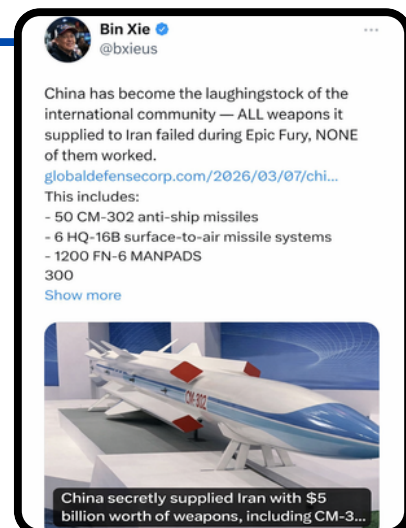 Bin Xie
@bxieus
China has become the laughingstock of the
international community — ALL weapons it
supplied to Iran failed during Epic Fury, NONE
of them worked.
globaldefensecorp.com/2026/03/07/chi...
This includes:
- 50 CM-302 anti-ship missiles
- 6 HQ-16B surface-to-air missile systems
- 1200 FN-6 MANPADS
300
Show more
CM-302
China secretly supplied Iran with $5
billion worth of weapons, including CM-3...